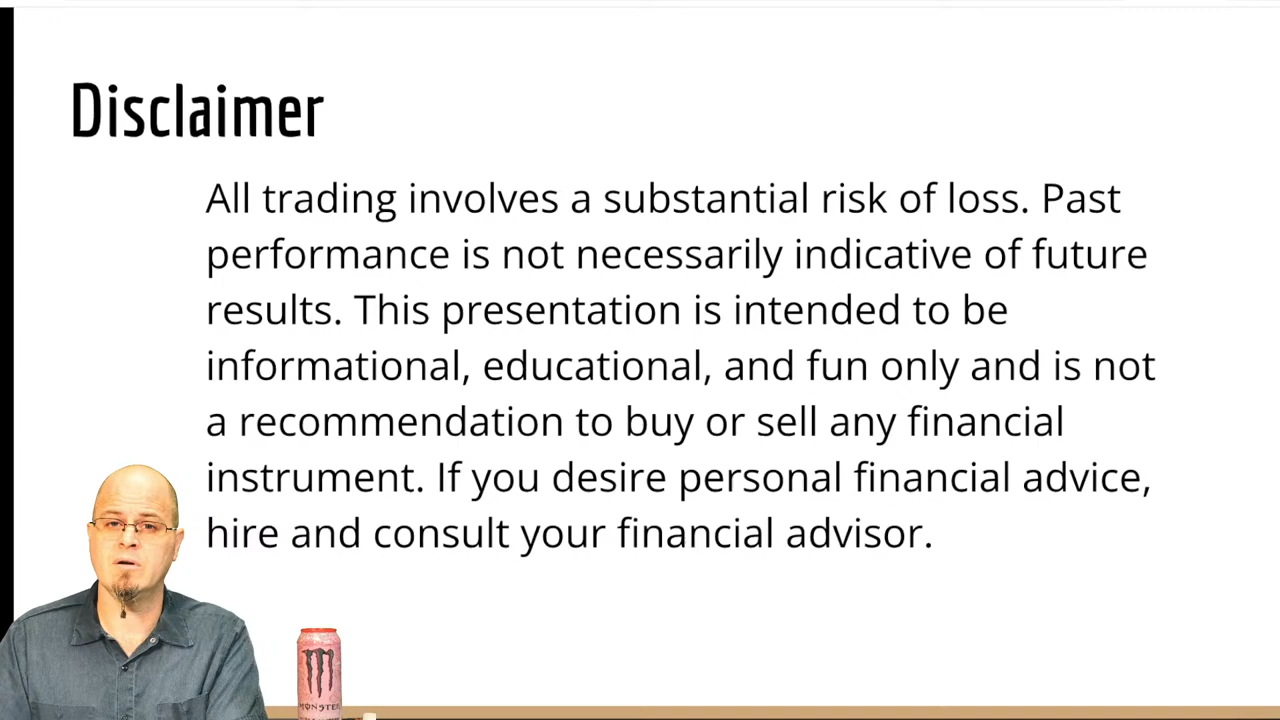 Disclaimer
All trading involves a substantial risk of loss. Past
performance is not necessarily indicative of future
results. This presentation is intended to be
informational, educational, and fun only and is not
a recommendation to buy or sell any financial
instrument. If you desire personal financial advice,
hire and consult your financial advisor.
MONSTER